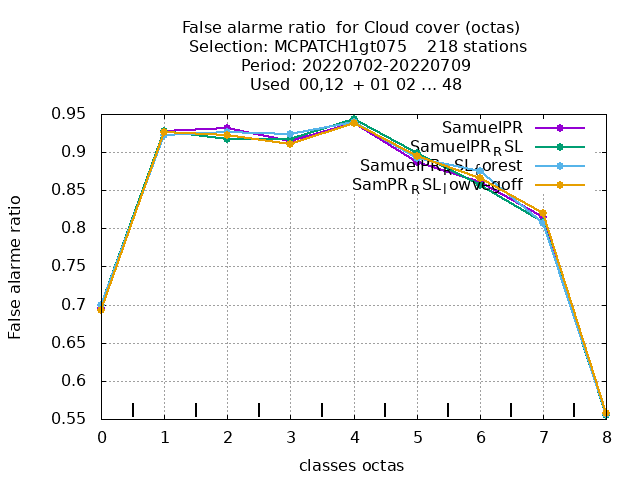 False alarme ratio  for Cloud cover (octas)
Selection: MCPATCH1gt075    218 stations
Period: 20220702-20220709
Used  00,12  + 01 02 ... 48
SamuelPR
SamuelPR_RSL
SamuelPR_RSL_forest
SamPR_RSL_lowvegoff
False alarme ratio
0.95
0.9
0.85
0.8
0.75
0.7
0.65
0.6
0.55
0 1 2 3 4 5 6 7 8
classes octas